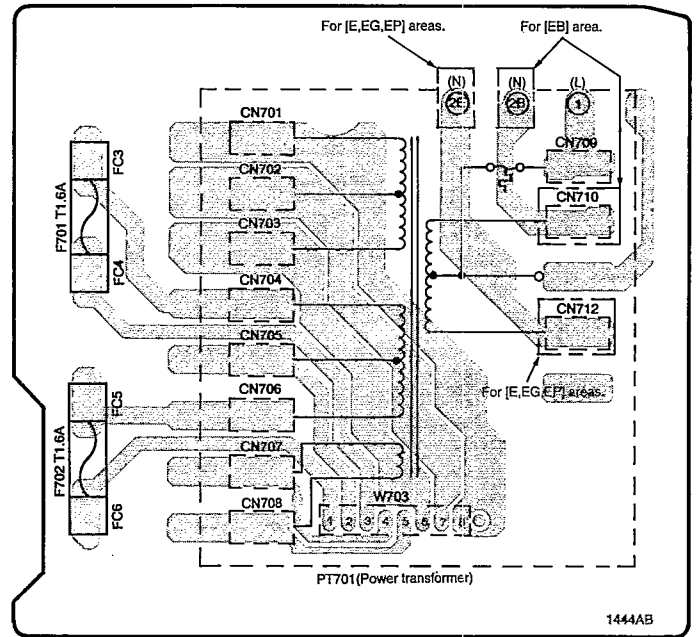 For [E,EG,EP] areas. For [EB] area.
(N) (N) (L)
2E 2B 1
CN701
CN709
FC3
CN702
CN710
F701 T1.6A
CN703
FC4
CN704
CN712
CN705
For [E,EG,EP] areas.
FC5
CN706
F702 T1.6A
CN707
FC6
CN708
W703
1 2 3 4 5 6 7 8
PT701(Power transformer)
1444AB